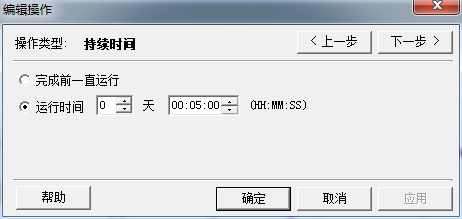 编辑操作
操作类型: 持续时间 < 上一步 下一步 >
完成前一直运行
运行时间 0 天 00:05:00 (HH:MM:SS)
帮助 确定 取消 应用